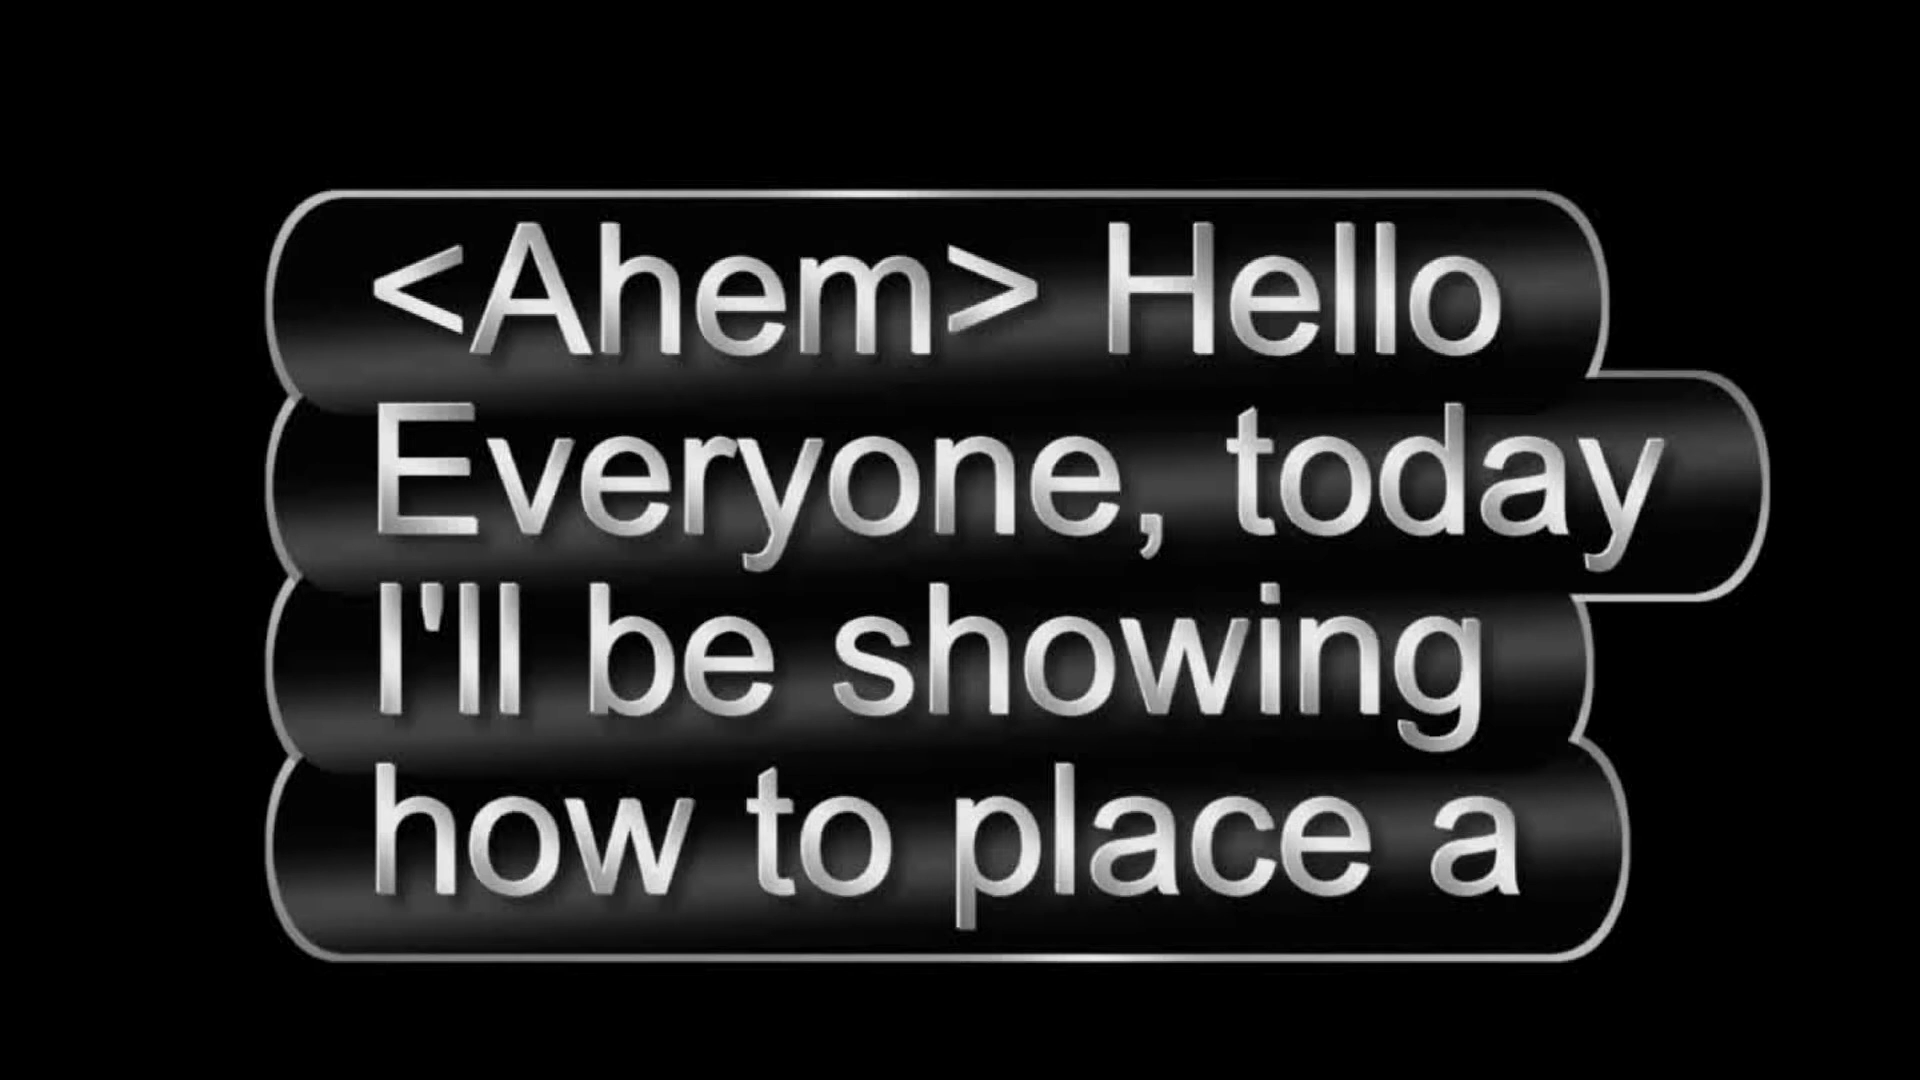 <Ahem> Hello
Everyone, today
I'll be showing
how to place a